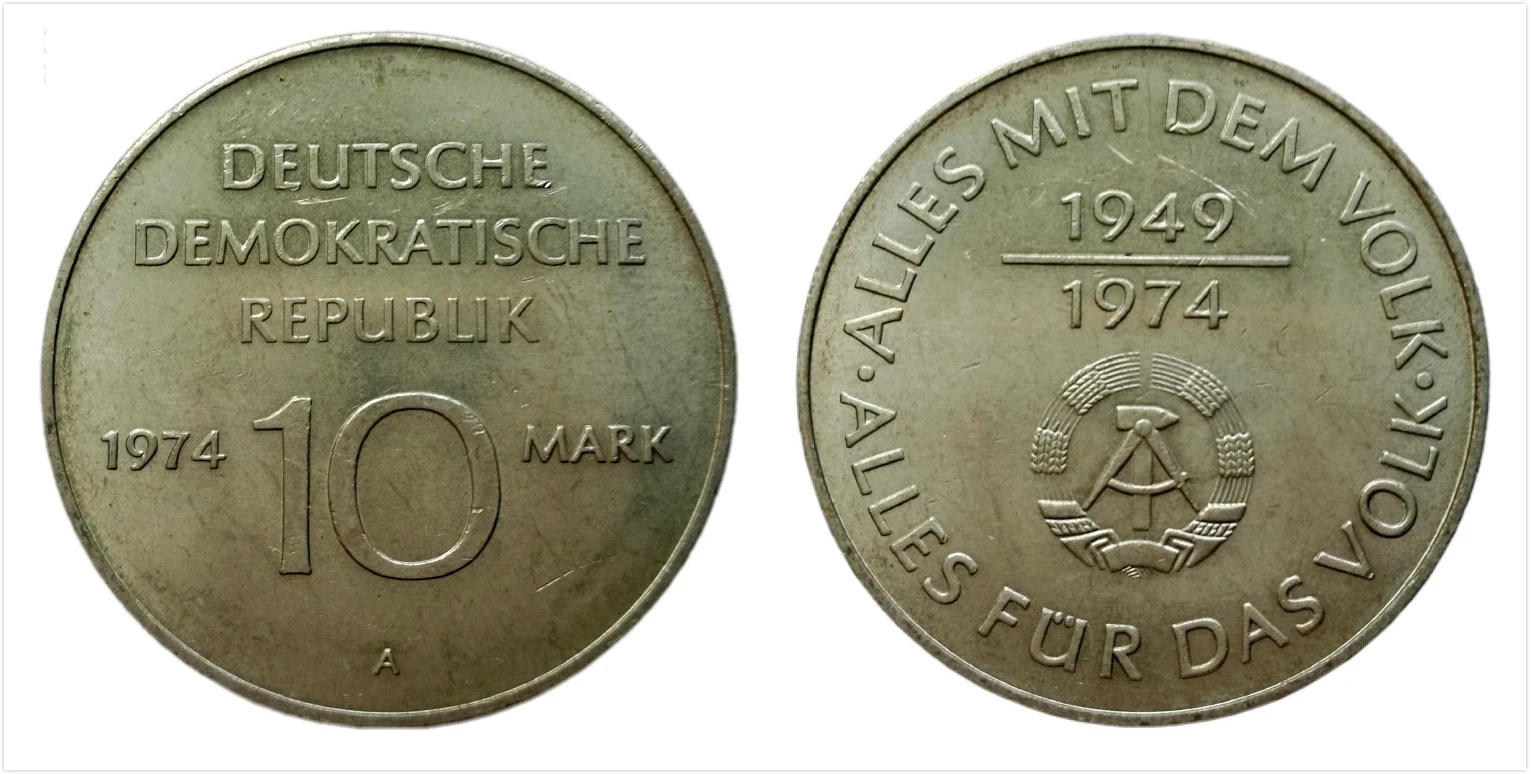 DEUTSCHE
DEMOKRATISCHE
REPUBLIK
1974 10 MARK
A
ALLES MIT DEM VOLK · ALLES FÜR DAS VOLK ·
1949
1974